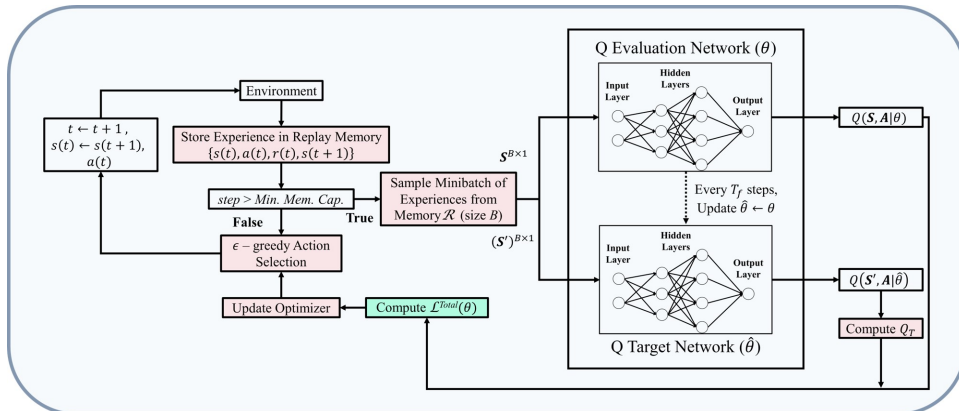 Environment
t ← t + 1 ,
s(t) ← s(t + 1),
a(t)
Store Experience in Replay Memory
{s(t), a(t), r(t), s(t + 1)}
step > Min. Mem. Cap.
False
True
Sample Minibatch of
Experiences from
Memory ℛ (size B)
ϵ – greedy Action
Selection
Update Optimizer
Compute ℒ^Total(θ)
S^B×1
(S′)^B×1
Q Evaluation Network (θ)
Input
Layer
Hidden
Layers
Output
Layer
Every T_f steps,
Update θ̂ ← θ
Input
Layer
Hidden
Layers
Output
Layer
Q Target Network (θ̂)
Q(S, A|θ)
Q(S′, A|θ̂)
Compute Q_T